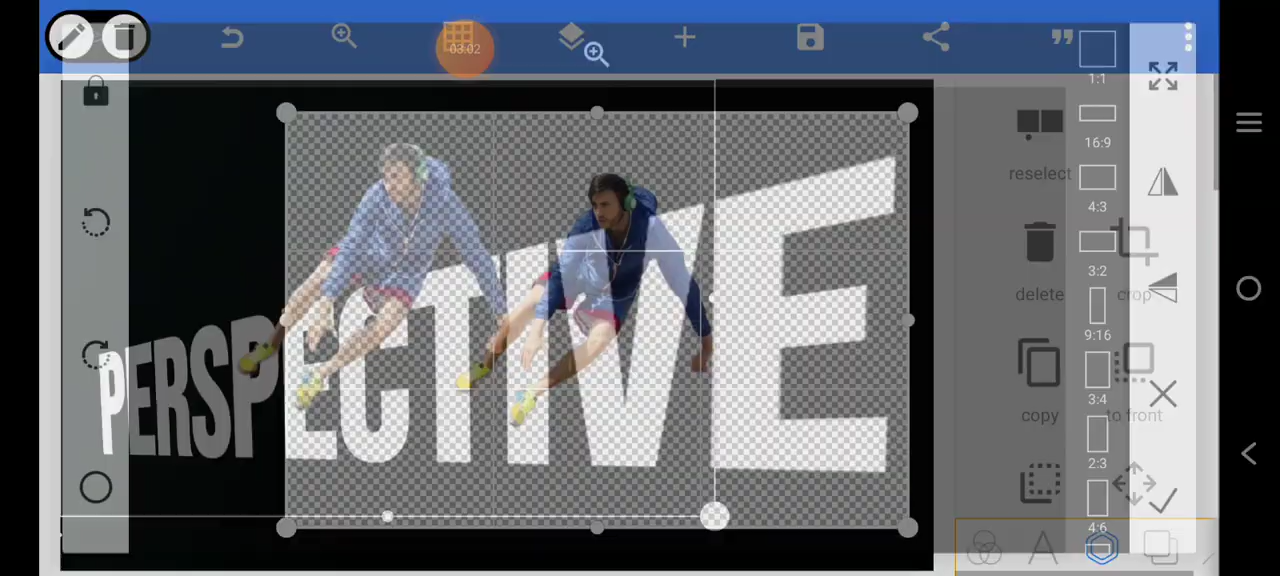 03:02
1:1
16:9
reselect
4:3
3:2
delete
crop
9:16
3:4
copy
to front
2:3
4:6
PERSPECTIVE